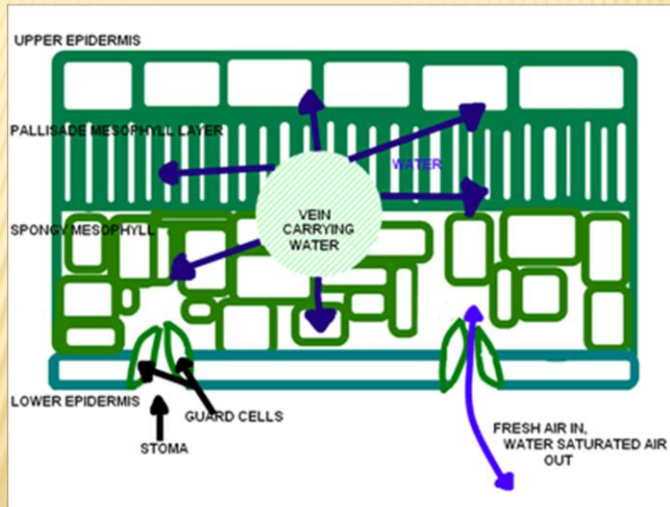 UPPER EPIDERMIS
PALLISADE MESOPHYLL LAYER
WATER
VEIN
CARRYING
WATER
SPONGY MESOPHYLL
LOWER EPIDERMIS
GUARD CELLS
STOMA
FRESH AIR IN,
WATER SATURATED AIR
OUT